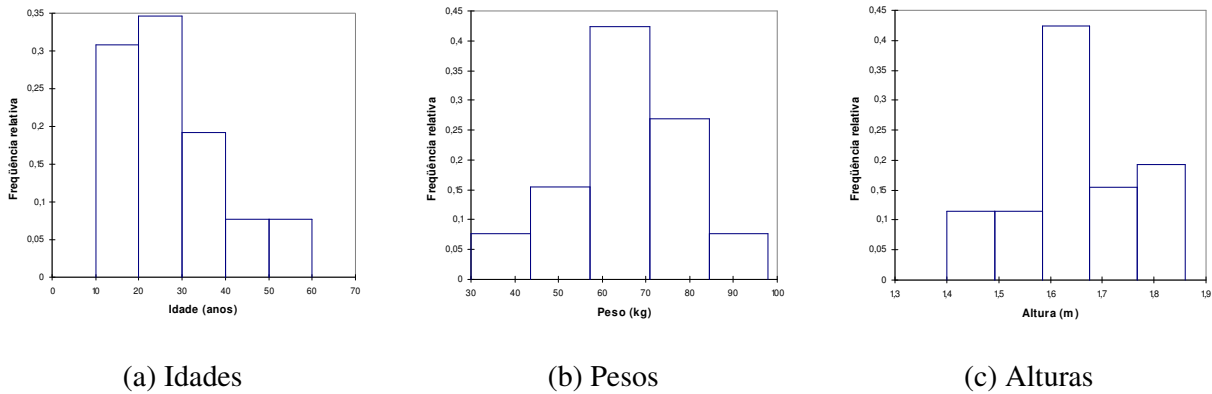 Freqüência relativa
0,35
0,3
0,25
0,2
0,15
0,1
0,05
0
0 10 20 30 40 50 60 70
Idade (anos)
(a) Idades
Freqüência relativa
0,45
0,4
0,35
0,3
0,25
0,2
0,15
0,1
0,05
0
30 40 50 60 70 80 90 100
Peso (kg)
(b) Pesos
Freqüência relativa
0,45
0,4
0,35
0,3
0,25
0,2
0,15
0,1
0,05
0
1,3 1,4 1,5 1,6 1,7 1,8 1,9
Altura (m)
(c) Alturas